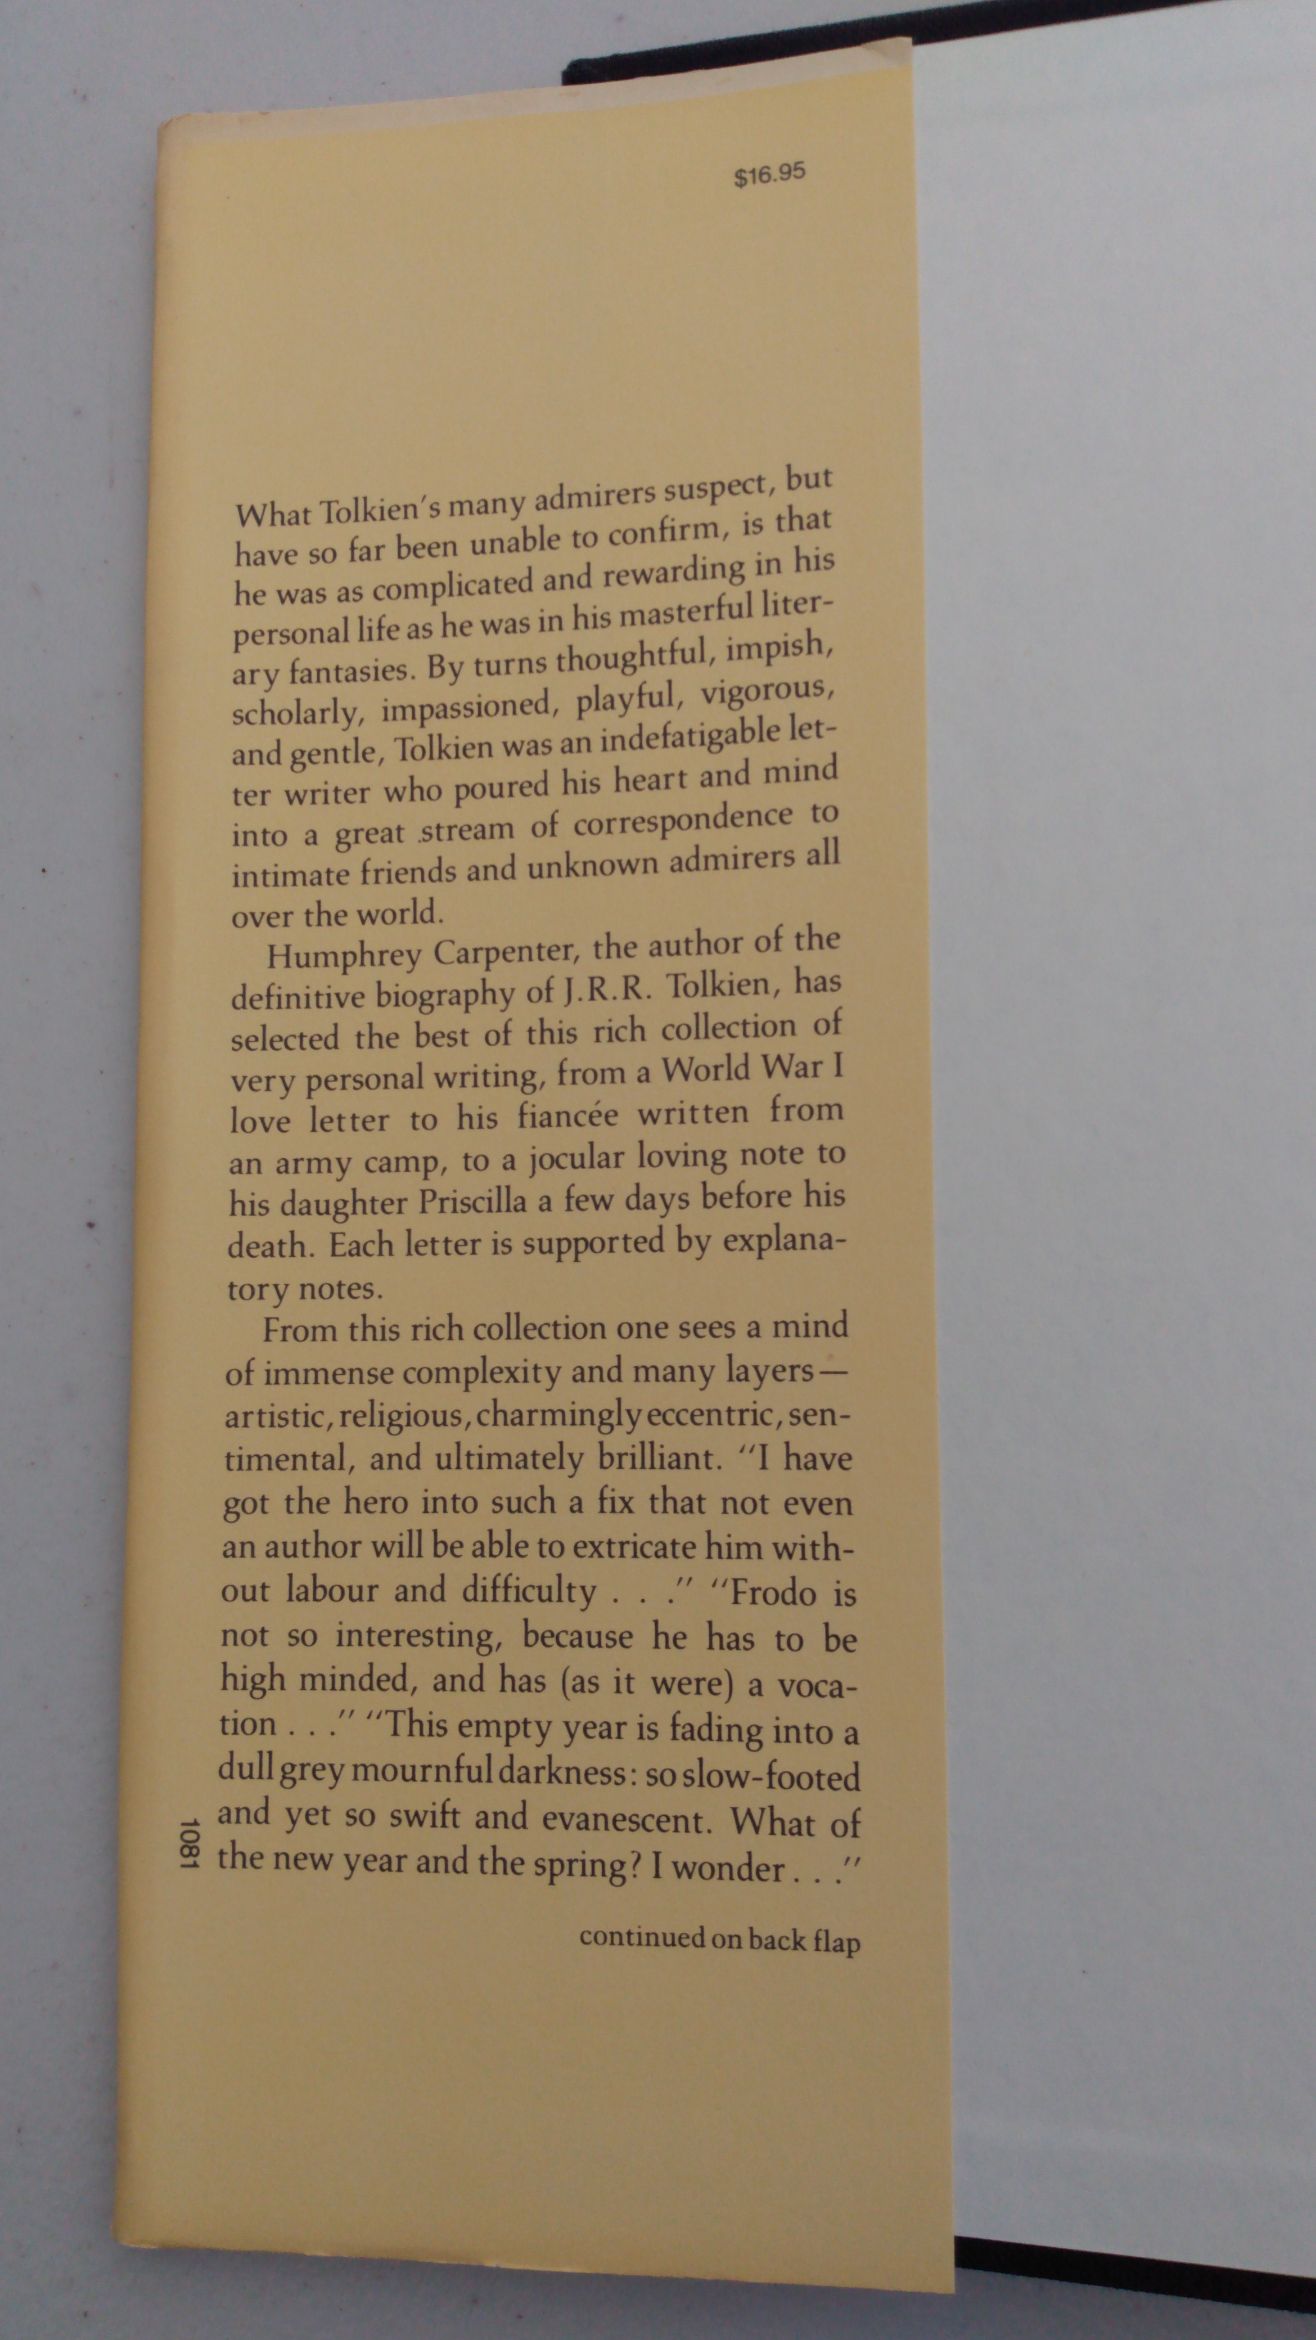 $16.95
What Tolkien's many admirers suspect, but
have so far been unable to confirm, is that
he was as complicated and rewarding in his
personal life as he was in his masterful liter-
ary fantasies. By turns thoughtful, impish,
scholarly, impassioned, playful, vigorous,
and gentle, Tolkien was an indefatigable let-
ter writer who poured his heart and mind
into a great stream of correspondence to
intimate friends and unknown admirers all
over the world.
Humphrey Carpenter, the author of the
definitive biography of J.R.R. Tolkien, has
selected the best of this rich collection of
very personal writing, from a World War I
love letter to his fiancée written from
an army camp, to a jocular loving note to
his daughter Priscilla a few days before his
death. Each letter is supported by explana-
tory notes.
From this rich collection one sees a mind
of immense complexity and many layers—
artistic, religious, charmingly eccentric, sen-
timental, and ultimately brilliant. "I have
got the hero into such a fix that not even
an author will be able to extricate him with-
out labour and difficulty . . ." "Frodo is
not so interesting, because he has to be
high minded, and has (as it were) a voca-
tion . . ." "This empty year is fading into a
dull grey mournful darkness: so slow-footed
and yet so swift and evanescent. What of
the new year and the spring? I wonder . . ."
1081
continued on back flap